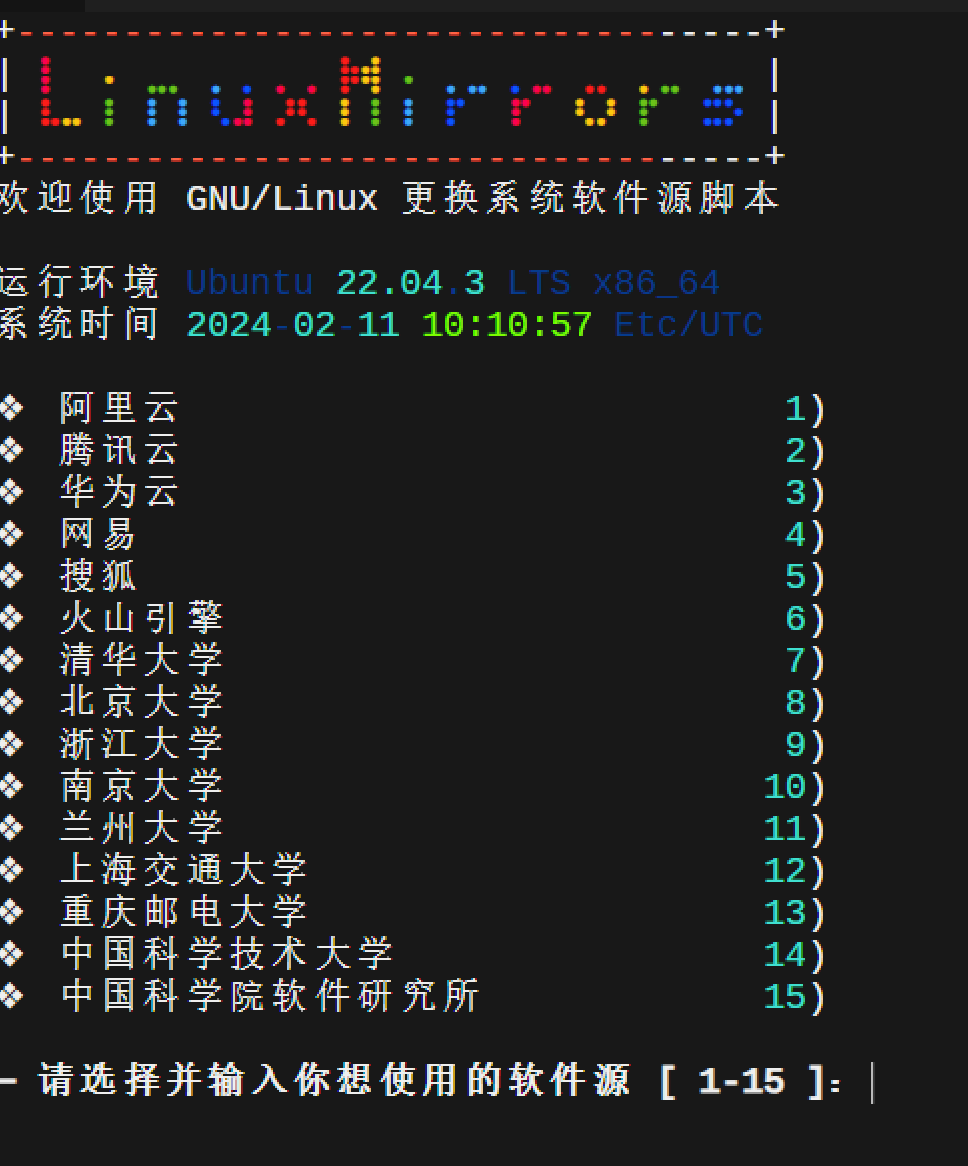 +-----------------------------------+
| LinuxMirrors |
+-----------------------------------+
欢迎使用 GNU/Linux 更换系统软件源脚本
运行环境 Ubuntu 22.04.3 LTS x86_64
系统时间 2024-02-11 10:10:57 Etc/UTC
❖ 阿里云 1)
❖ 腾讯云 2)
❖ 华为云 3)
❖ 网易 4)
❖ 搜狐 5)
❖ 火山引擎 6)
❖ 清华大学 7)
❖ 北京大学 8)
❖ 浙江大学 9)
❖ 南京大学 10)
❖ 兰州大学 11)
❖ 上海交通大学 12)
❖ 重庆邮电大学 13)
❖ 中国科学技术大学 14)
❖ 中国科学院软件研究所 15)
- 请选择并输入你想使用的软件源 [ 1-15 ]：